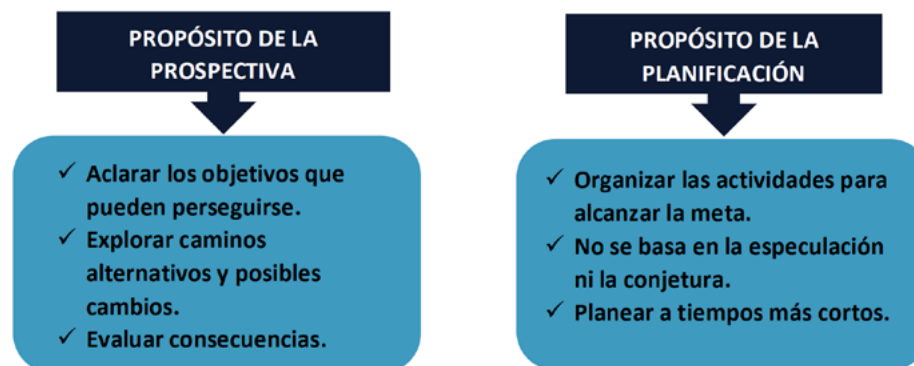 PROPÓSITO DE LA
PROSPECTIVA
✓ Aclarar los objetivos que
pueden perseguirse.
✓ Explorar caminos
alternativos y posibles
cambios.
✓ Evaluar consecuencias.
PROPÓSITO DE LA
PLANIFICACIÓN
✓ Organizar las actividades para
alcanzar la meta.
✓ No se basa en la especulación
ni la conjetura.
✓ Planear a tiempos más cortos.